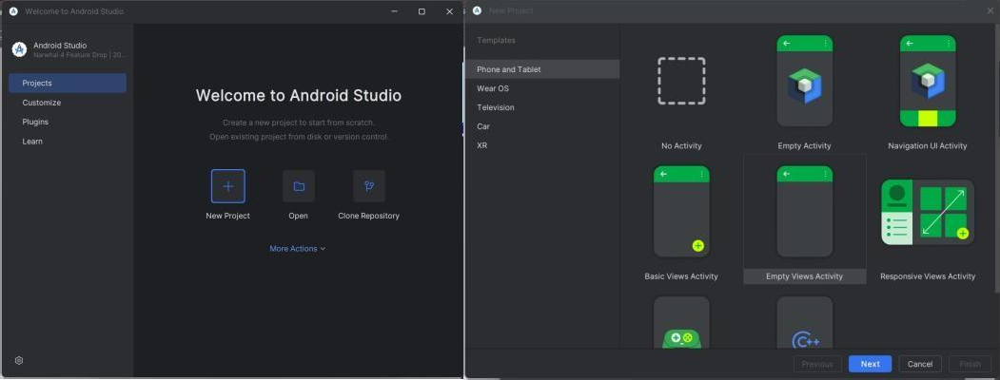 Welcome to Android Studio
Android Studio
Narwhal 4 Feature Drop | 20...
Projects
Customize
Plugins
Learn
Welcome to Android Studio
Create a new project to start from scratch.
Open existing project from disk or version control.
New Project
Open
Clone Repository
More Actions
New Project
Templates
Phone and Tablet
Wear OS
Television
Car
XR
No Activity
Empty Activity
Navigation UI Activity
Basic Views Activity
Empty Views Activity
Responsive Views Activity
C++
Previous
Next
Cancel
Finish